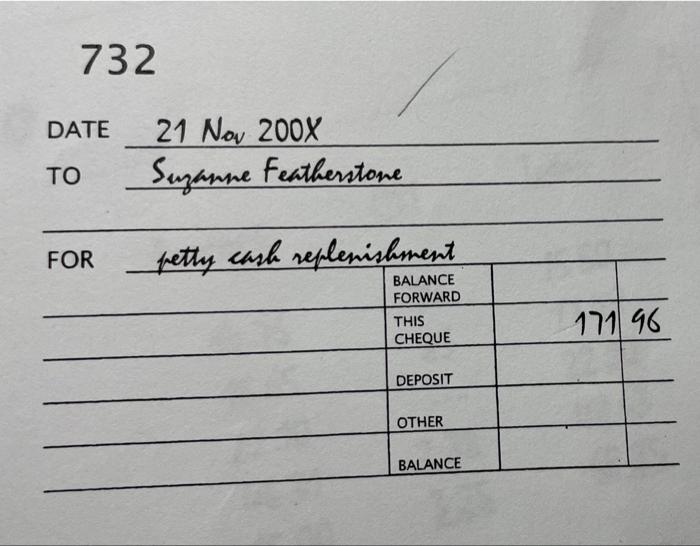 732
DATE 21 Nov 200X
TO Suzanne Featherstone
FOR petty cash replenishment
BALANCE
FORWARD
THIS
CHEQUE 171 96
DEPOSIT
OTHER
BALANCE